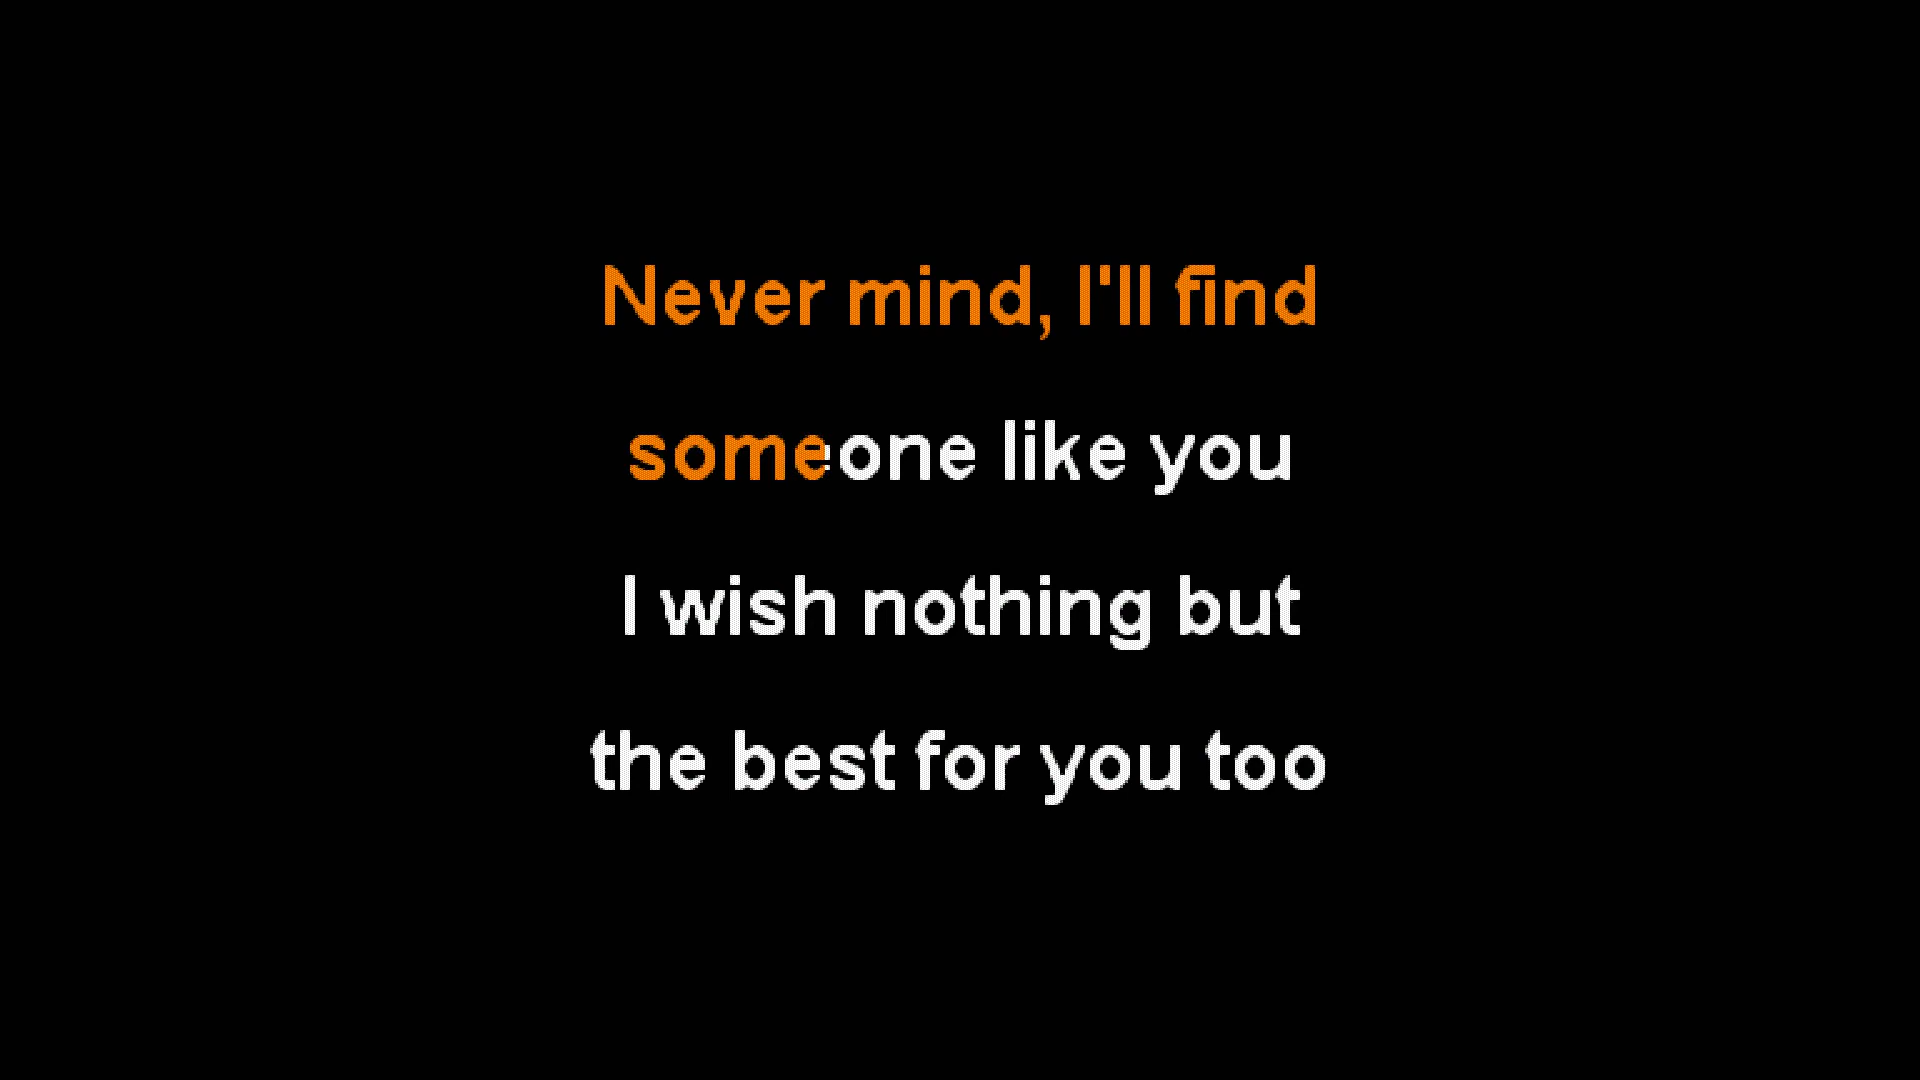 Never mind, I'll find
someone like you
I wish nothing but
the best for you too